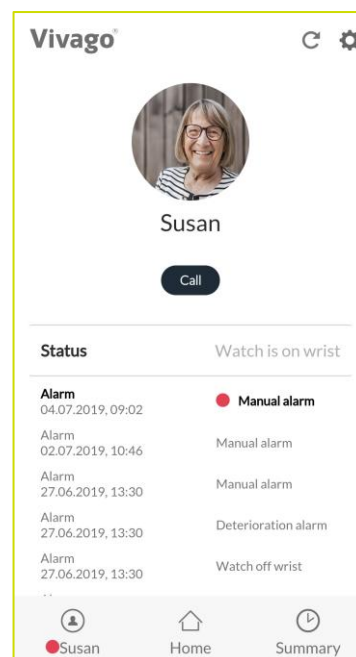 Vivago®
Susan
Call
Status Watch is on wrist
Alarm
04.07.2019, 09:02 Manual alarm
Alarm
02.07.2019, 10:46 Manual alarm
Alarm
27.06.2019, 13:30 Manual alarm
Alarm
27.06.2019, 13:30 Deterioration alarm
Alarm
27.06.2019, 13:30 Watch off wrist
Susan Home Summary